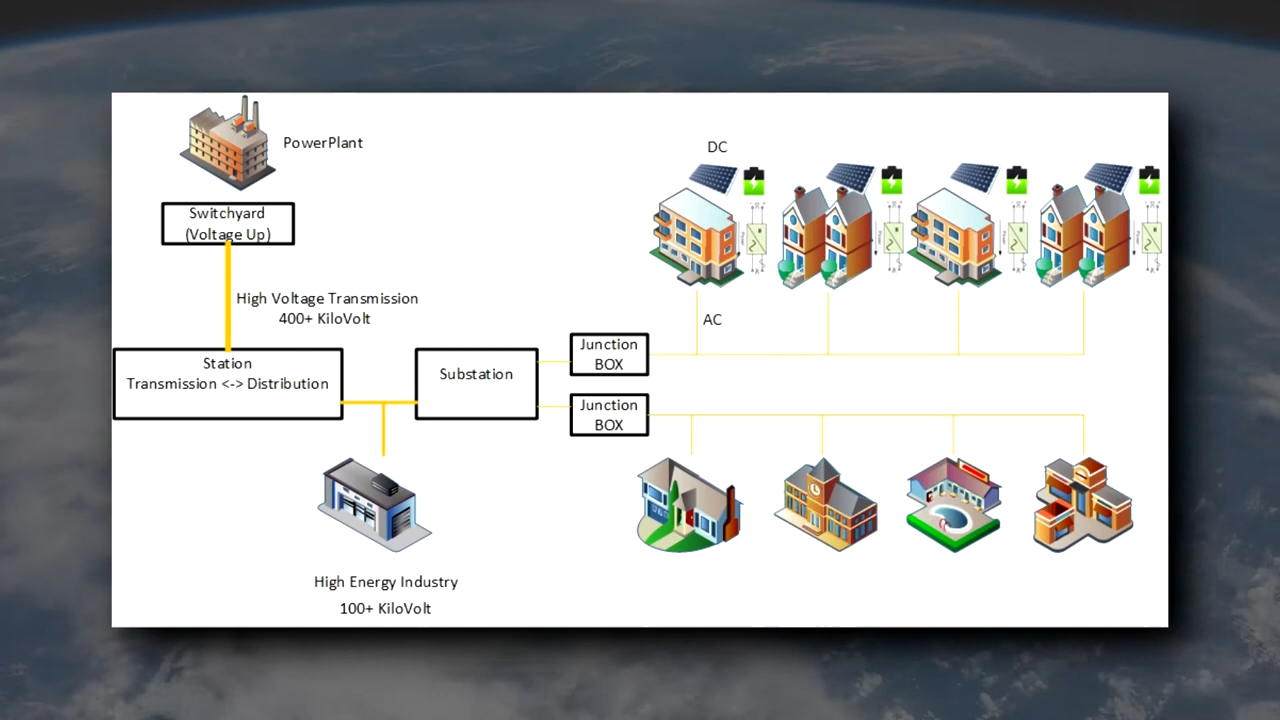 PowerPlant
Switchyard
(Voltage Up)
High Voltage Transmission
400+ KiloVolt
Station
Transmission <-> Distribution
Substation
Junction
BOX
Junction
BOX
DC
AC
High Energy Industry
100+ KiloVolt